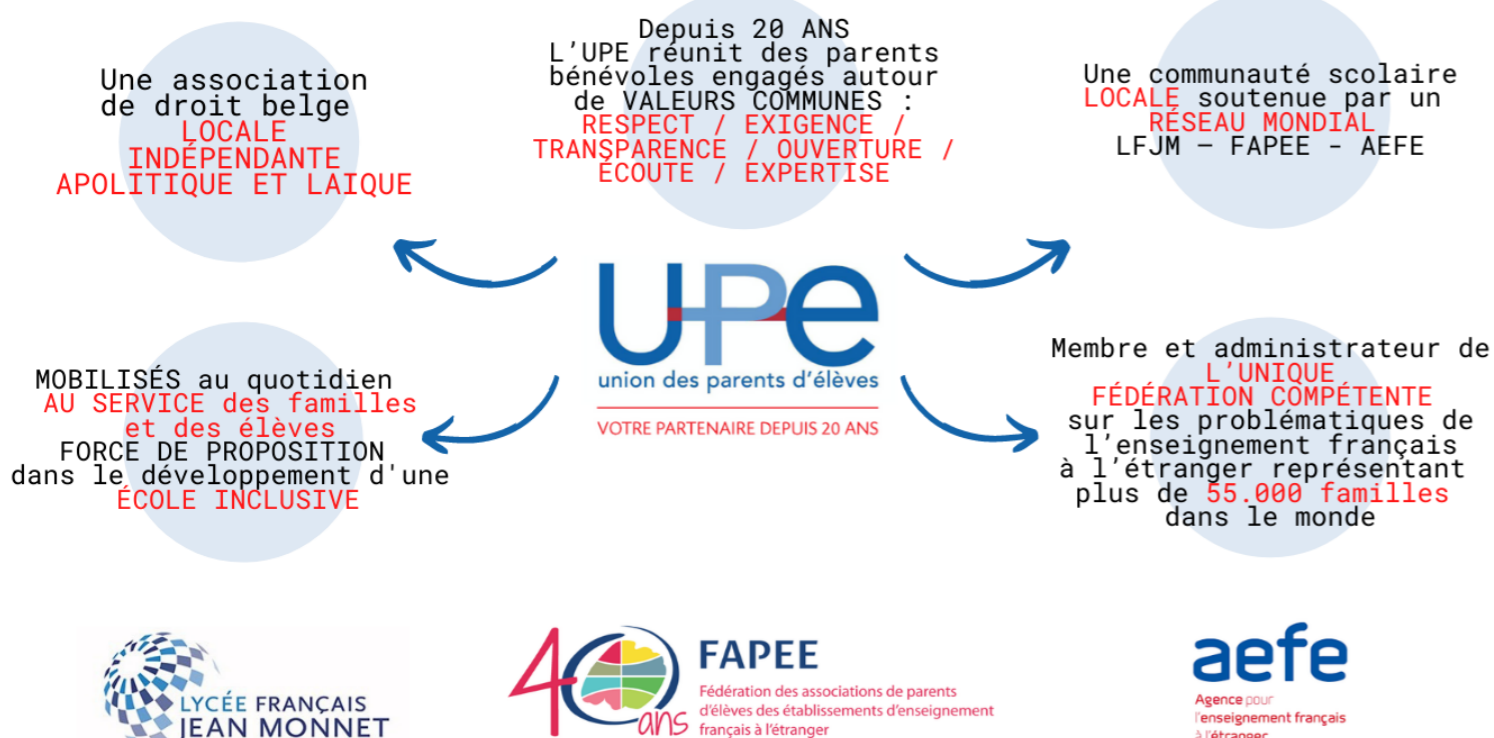 Une association
de droit belge
LOCALE
INDÉPENDANTE
APOLITIQUE ET LAIQUE
Depuis 20 ANS
L'UPE réunit des parents
bénévoles engagés autour
de VALEURS COMMUNES :
RESPECT / EXIGENCE /
TRANSPARENCE / OUVERTURE /
ÉCOUTE / EXPERTISE
Une communauté scolaire
LOCALE soutenue par un
RÉSEAU MONDIAL
LFJM – FAPEE - AEFE
UPe
union des parents d'élèves
VOTRE PARTENAIRE DEPUIS 20 ANS
MOBILISÉS au quotidien
AU SERVICE des familles
et des élèves
FORCE DE PROPOSITION
dans le développement d'une
ÉCOLE INCLUSIVE
Membre et administrateur de
L'UNIQUE
FÉDÉRATION COMPÉTENTE
sur les problématiques de
l'enseignement français
à l'étranger représentant
plus de 55.000 familles
dans le monde
LYCÉE FRANÇAIS
JEAN MONNET
40 ans
FAPEE
Fédération des associations de parents
d'élèves des établissements d'enseignement
français à l'étranger
aefe
Agence pour
l'enseignement français
à l'étranger